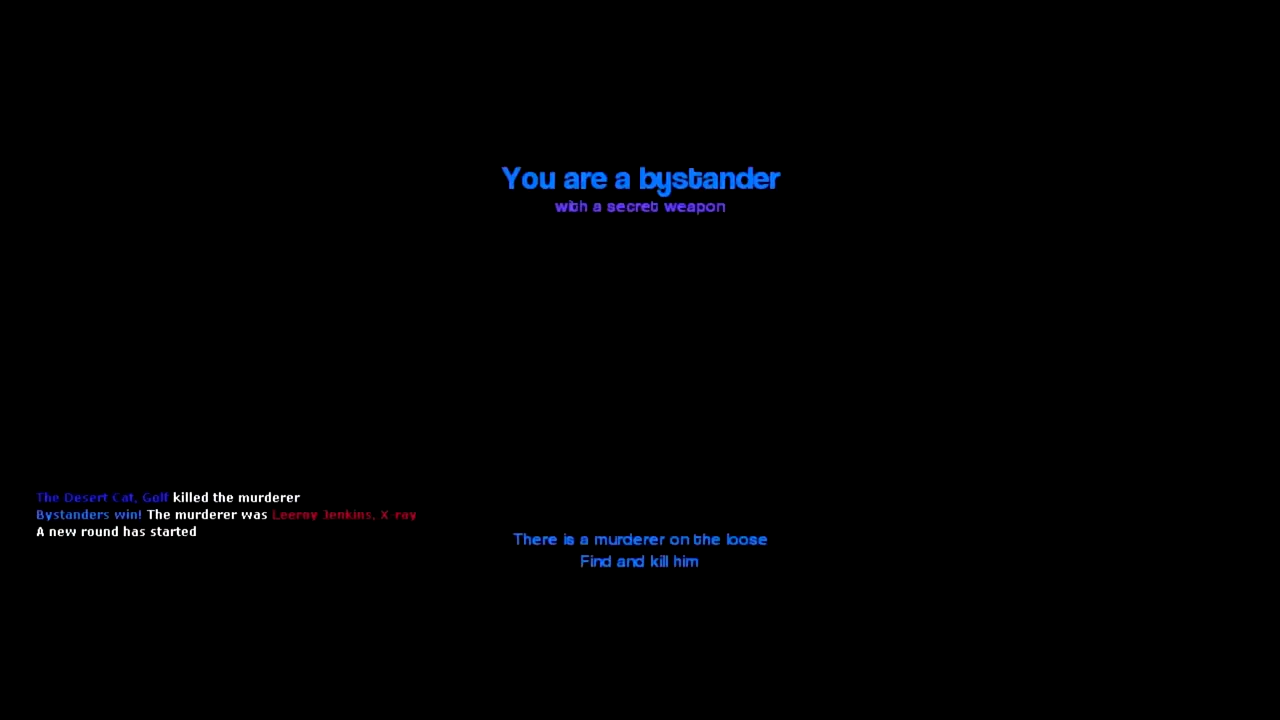 You are a bystander
with a secret weapon
The Desert Cat, Golf killed the murderer
Bystanders win! The murderer was Leeroy Jenkins, X-ray
A new round has started
There is a murderer on the loose
Find and kill him